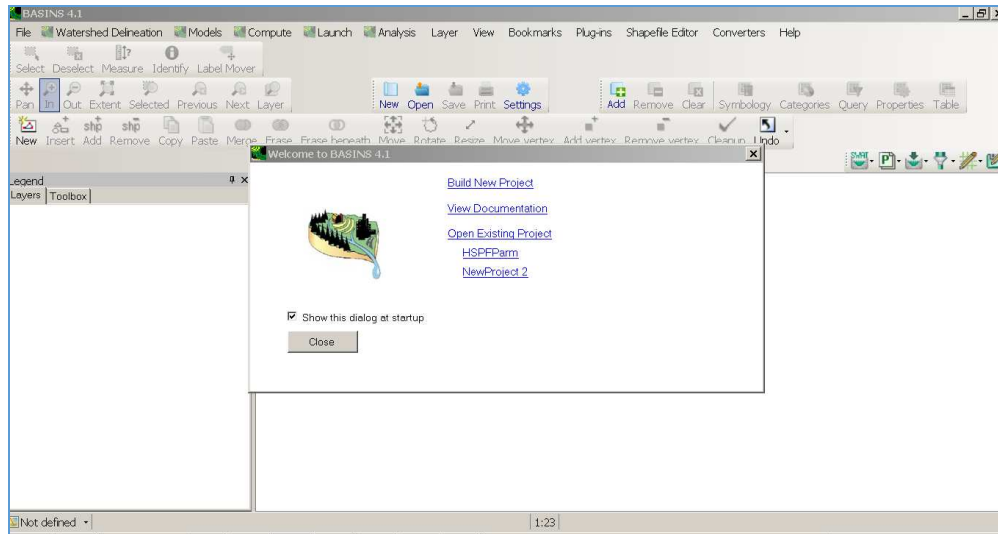 BASINS 4.1
File Watershed Delineation Models Compute Launch Analysis Layer View Bookmarks Plug-ins Shapefile Editor Converters Help
Select Deselect Measure Identify Label Mover
Pan In Out Extent Selected Previous Next Layer New Open Save Print Settings Add Remove Clear Symbology Categories Query Properties Table
shp shp
New Insert Add Remove Copy Paste Merge Erase Erase beneath Move Rotate Resize Move vertex Add vertex Remove vertex Cleanup Undo
Welcome to BASINS 4.1
Legend
Layers Toolbox
Build New Project
View Documentation
Open Existing Project
HSPFParm
NewProject 2
Show this dialog at startup
Close
Not defined 1:23